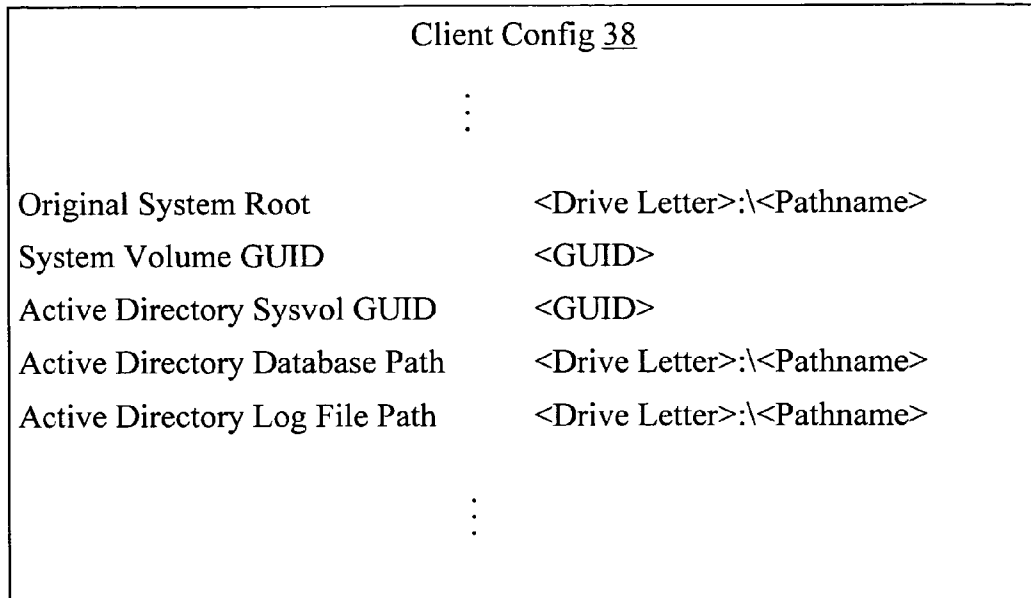 Client Config 38
Original System Root <Drive Letter>:\<Pathname>
System Volume GUID <GUID>
Active Directory Sysvol GUID <GUID>
Active Directory Database Path <Drive Letter>:\<Pathname>
Active Directory Log File Path <Drive Letter>:\<Pathname>